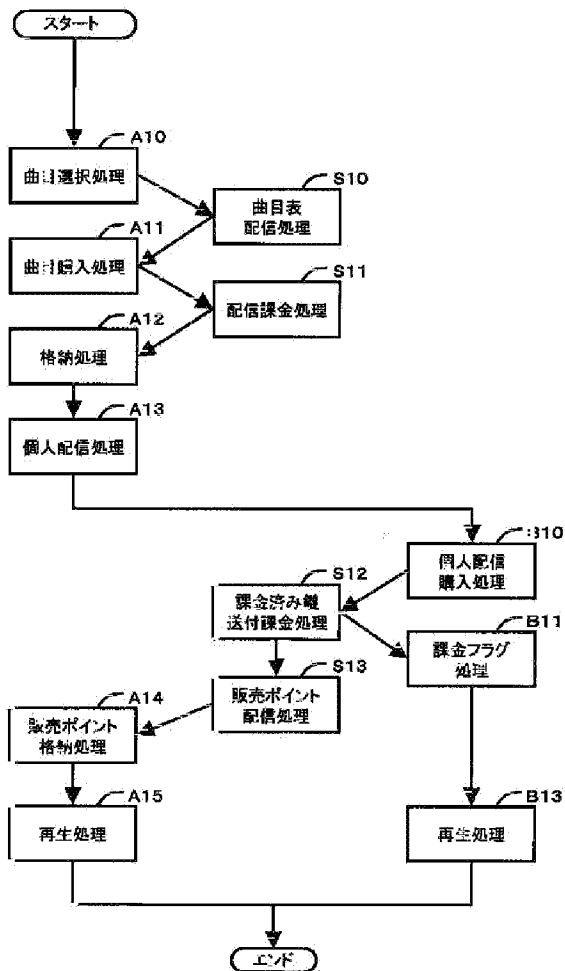 スタート
A10
曲目選択処理
S10
曲目表
配信処理
A11
曲目購入処理
S11
配信課金処理
A12
格納処理
A13
個人配信処理
B10
個人配信
購入処理
S12
課金済み鍵
送付課金処理
B11
課金フラグ
処理
S13
販売ポイント
配信処理
A14
販売ポイント
格納処理
A15
再生処理
B13
再生処理
エンド